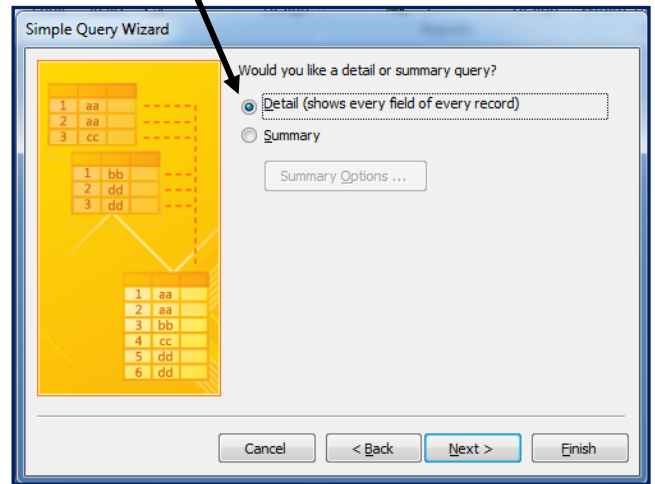 Simple Query Wizard
Would you like a detail or summary query?
Detail (shows every field of every record)
Summary
Summary Options ...
1 aa
2 aa
3 cc
1 bb
2 dd
3 dd
1 aa
2 aa
3 bb
4 cc
5 dd
6 dd
Cancel
< Back
Next >
Finish